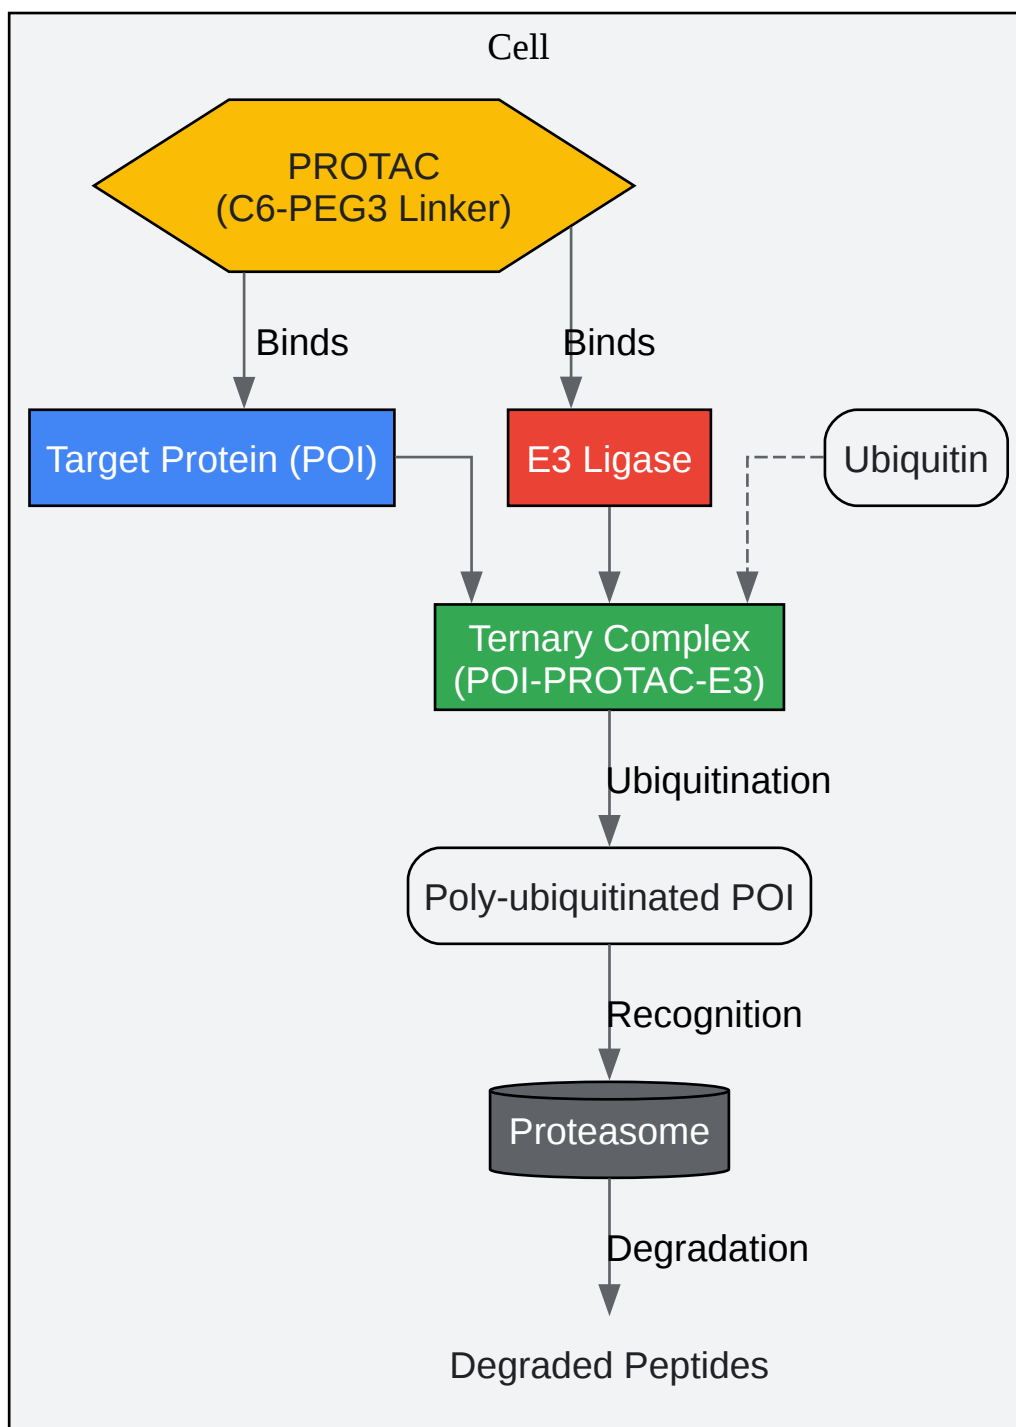 Cell
PROTAC
(C6-PEG3 Linker)
Binds
Binds
Target Protein (POI)
E3 Ligase
Ubiquitin
Ternary Complex
(POI-PROTAC-E3)
Ubiquitination
Poly-ubiquitinated POI
Recognition
Proteasome
Degradation
Degraded Peptides